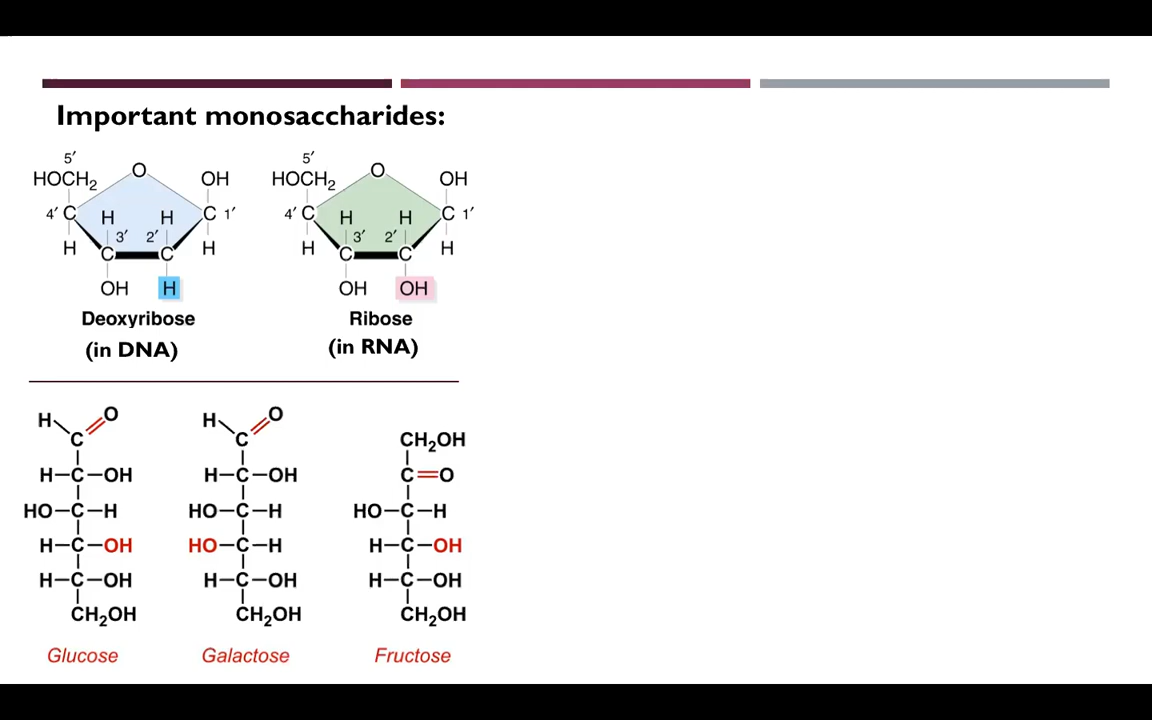 Important monosaccharides:
5′ 5′
HOCH2 O OH HOCH2 O OH
4′ C H H C 1′ 4′ C H H C 1′
H 3′ 2′ H H 3′ 2′ H
C C C C
OH H OH OH
Deoxyribose Ribose
(in DNA) (in RNA)
H O H O
C C CH2OH
H–C–OH H–C–OH C=O
HO–C–H HO–C–H HO–C–H
H–C–OH HO–C–H H–C–OH
H–C–OH H–C–OH H–C–OH
CH2OH CH2OH CH2OH
Glucose Galactose Fructose